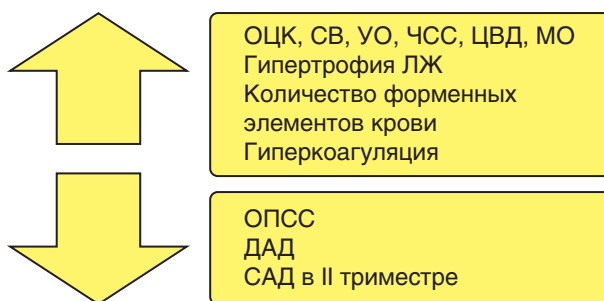 ОЦК, СВ, УО, ЧСС, ЦВД, МО
Гипертрофия ЛЖ
Количество форменных
элементов крови
Гиперкоагуляция
ОПСС
ДАД
САД в II триместре